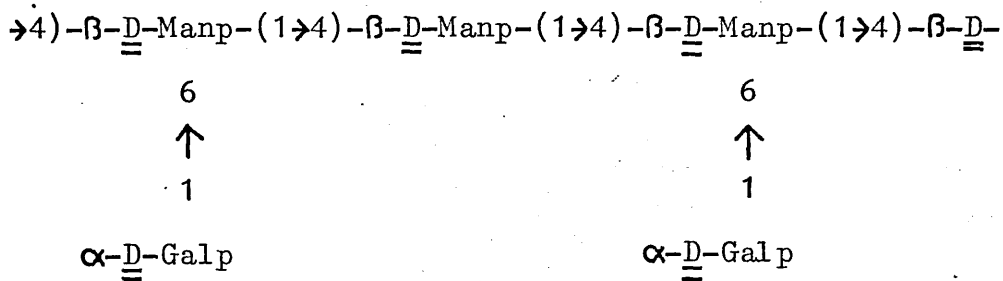 →4)-β-D-Manp-(1→4)-β-D-Manp-(1→4)-β-D-Manp-(1→4)-β-D-
6 6
↑ ↑
1 1
α-D-Galp α-D-Galp